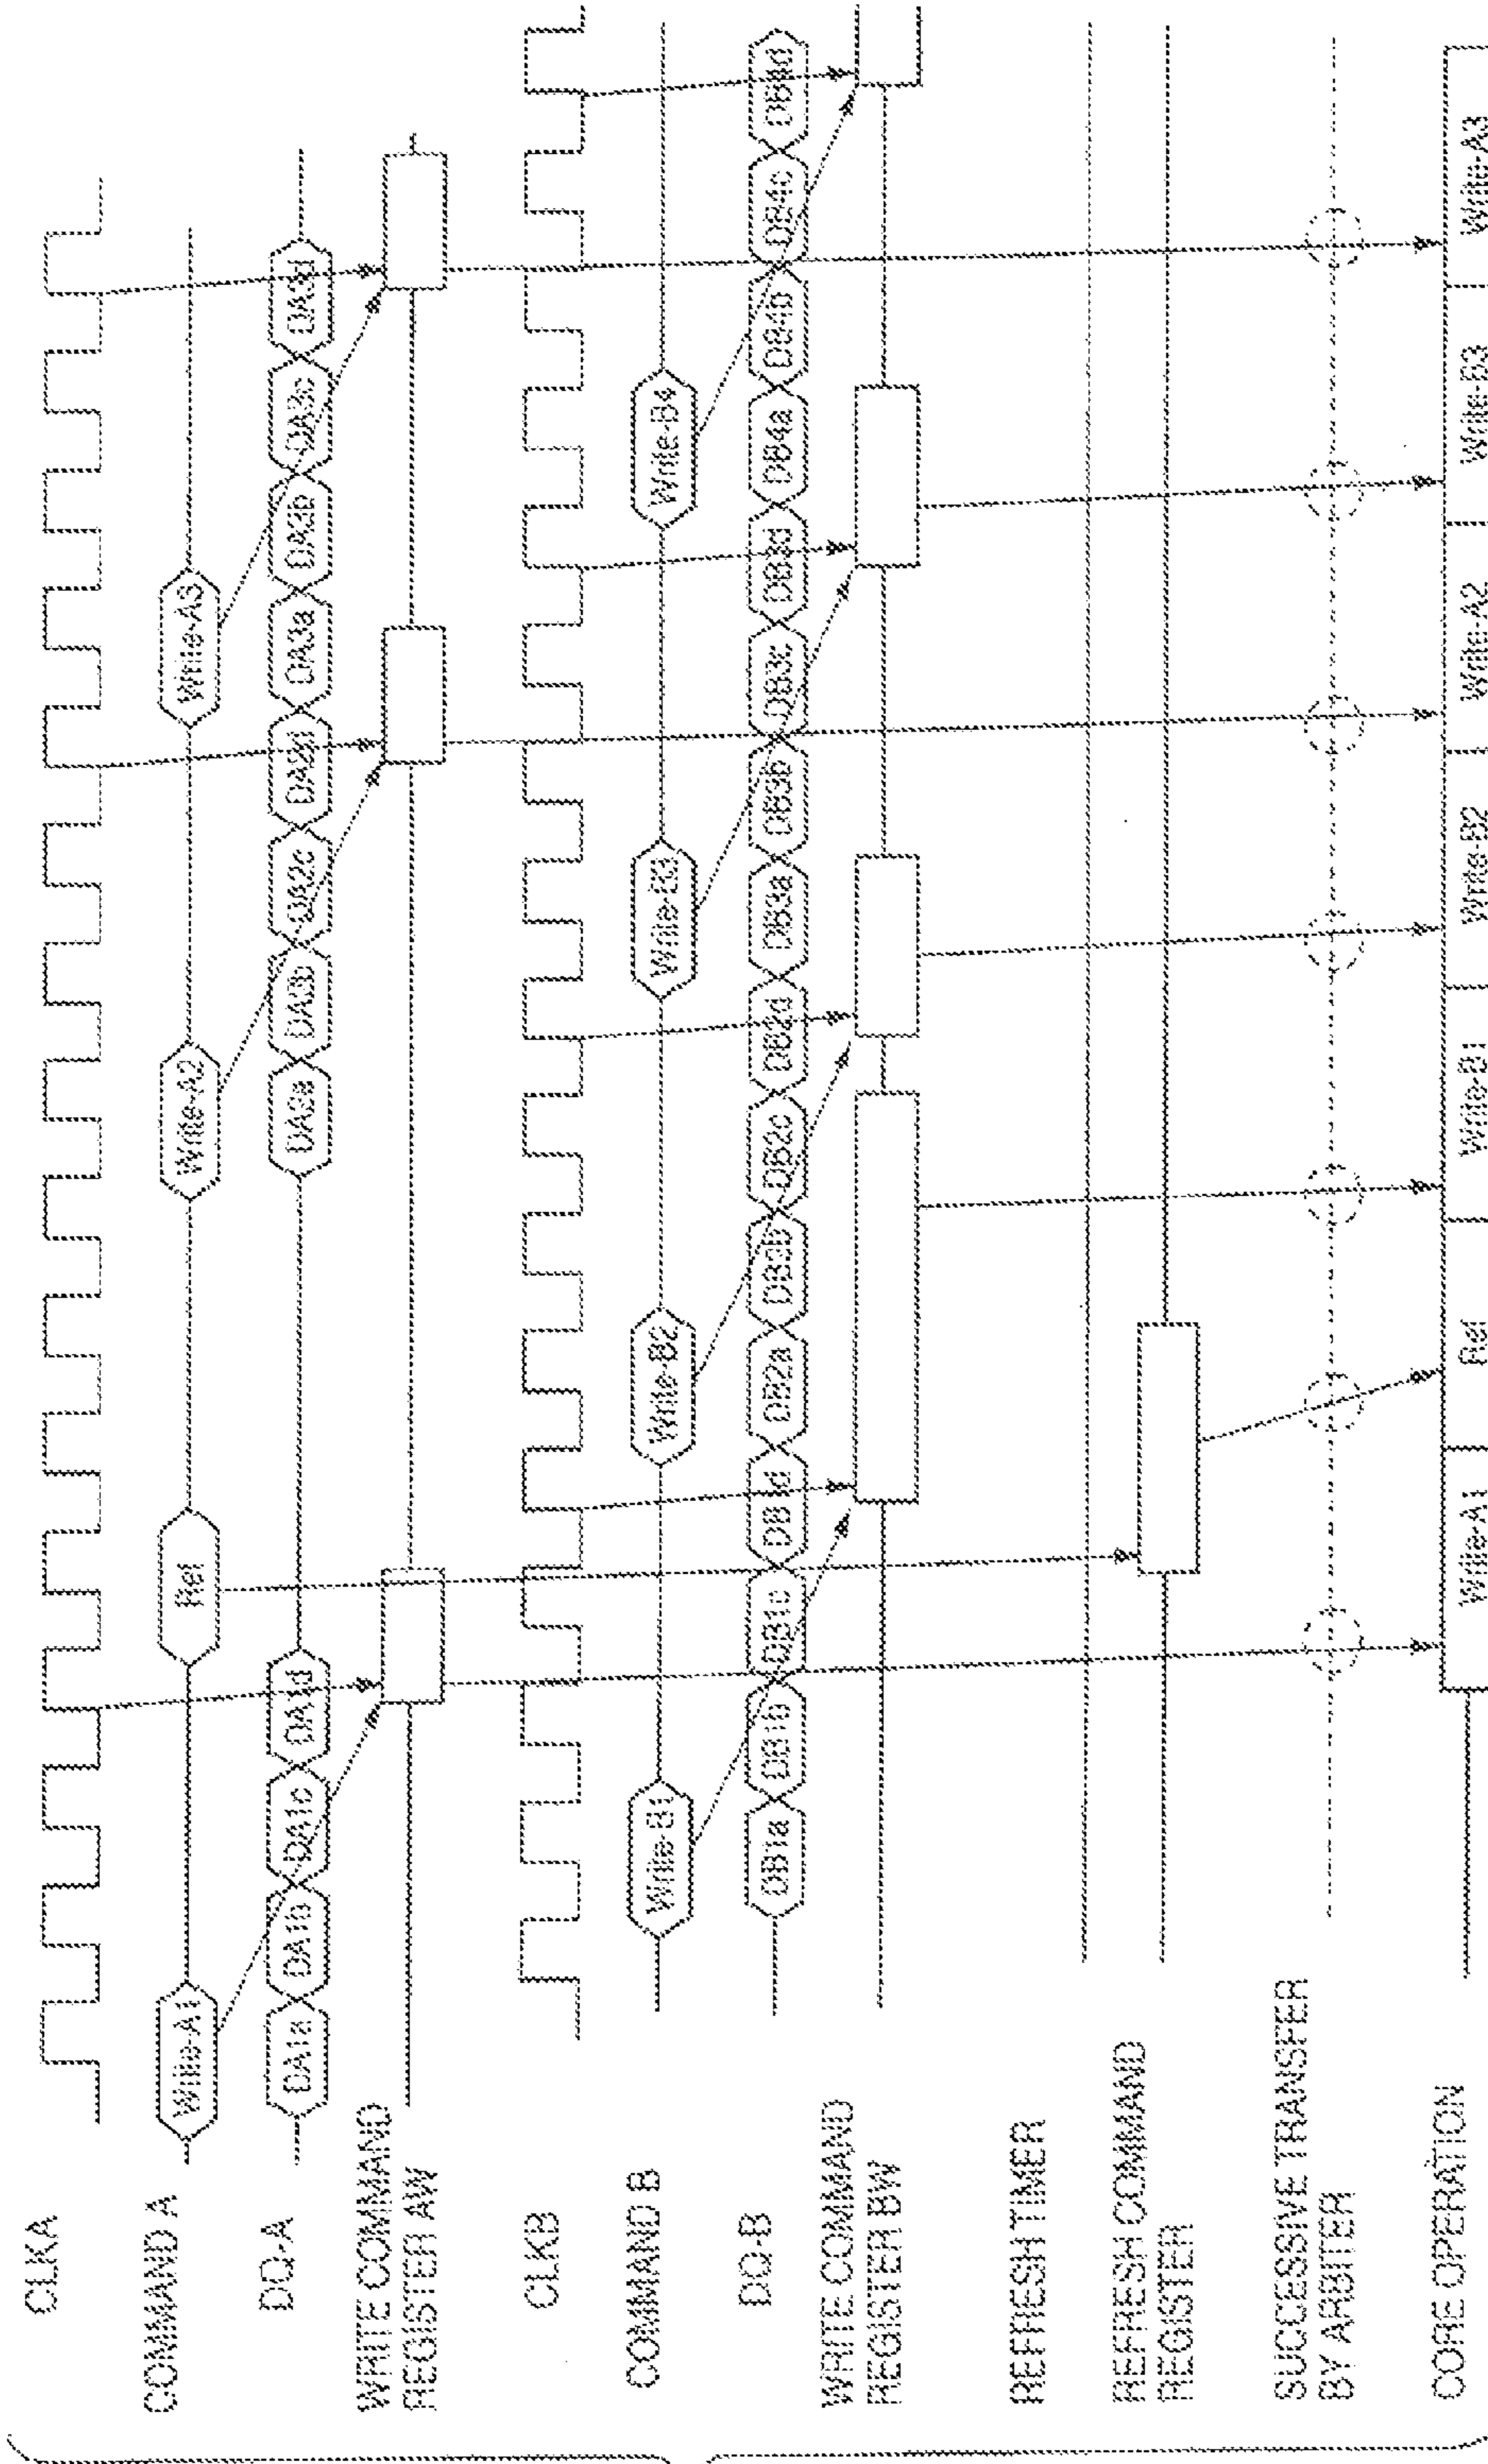 CLKA
COMMAND A Write-A1 Ref Write-A2 Write-A3
DQ-A DA1a DA1b DA1c DA1d DA2a DA3b DA2c DA2d DA3a DA3b DA3c DA3d
WRITE COMMAND
REGISTER AW
CLKB
COMMAND B Write-B1 Write-B2 Write-B3 Write-B4
DQ-B DB1a DB1b DB1c DB1d DB2a DB3b DB2c DB2d DB3a DB3b DB3c DB3d DB4a DB4b DB4c DB4d
WRITE COMMAND
REGISTER BW
REFRESH TIMER
REFRESH COMMAND
REGISTER
SUCCESSIVE TRANSFER
BY ARBITER
CORE OPERATION Write-A1 Ref Write-B1 Write-B2 Write-A2 Write-B3 Write-A3